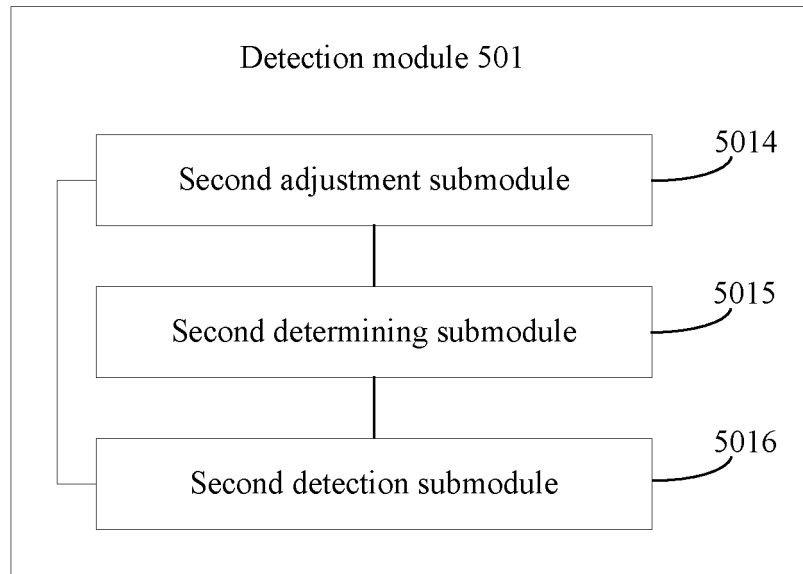 Detection module 501
5014
Second adjustment submodule
5015
Second determining submodule
5016
Second detection submodule